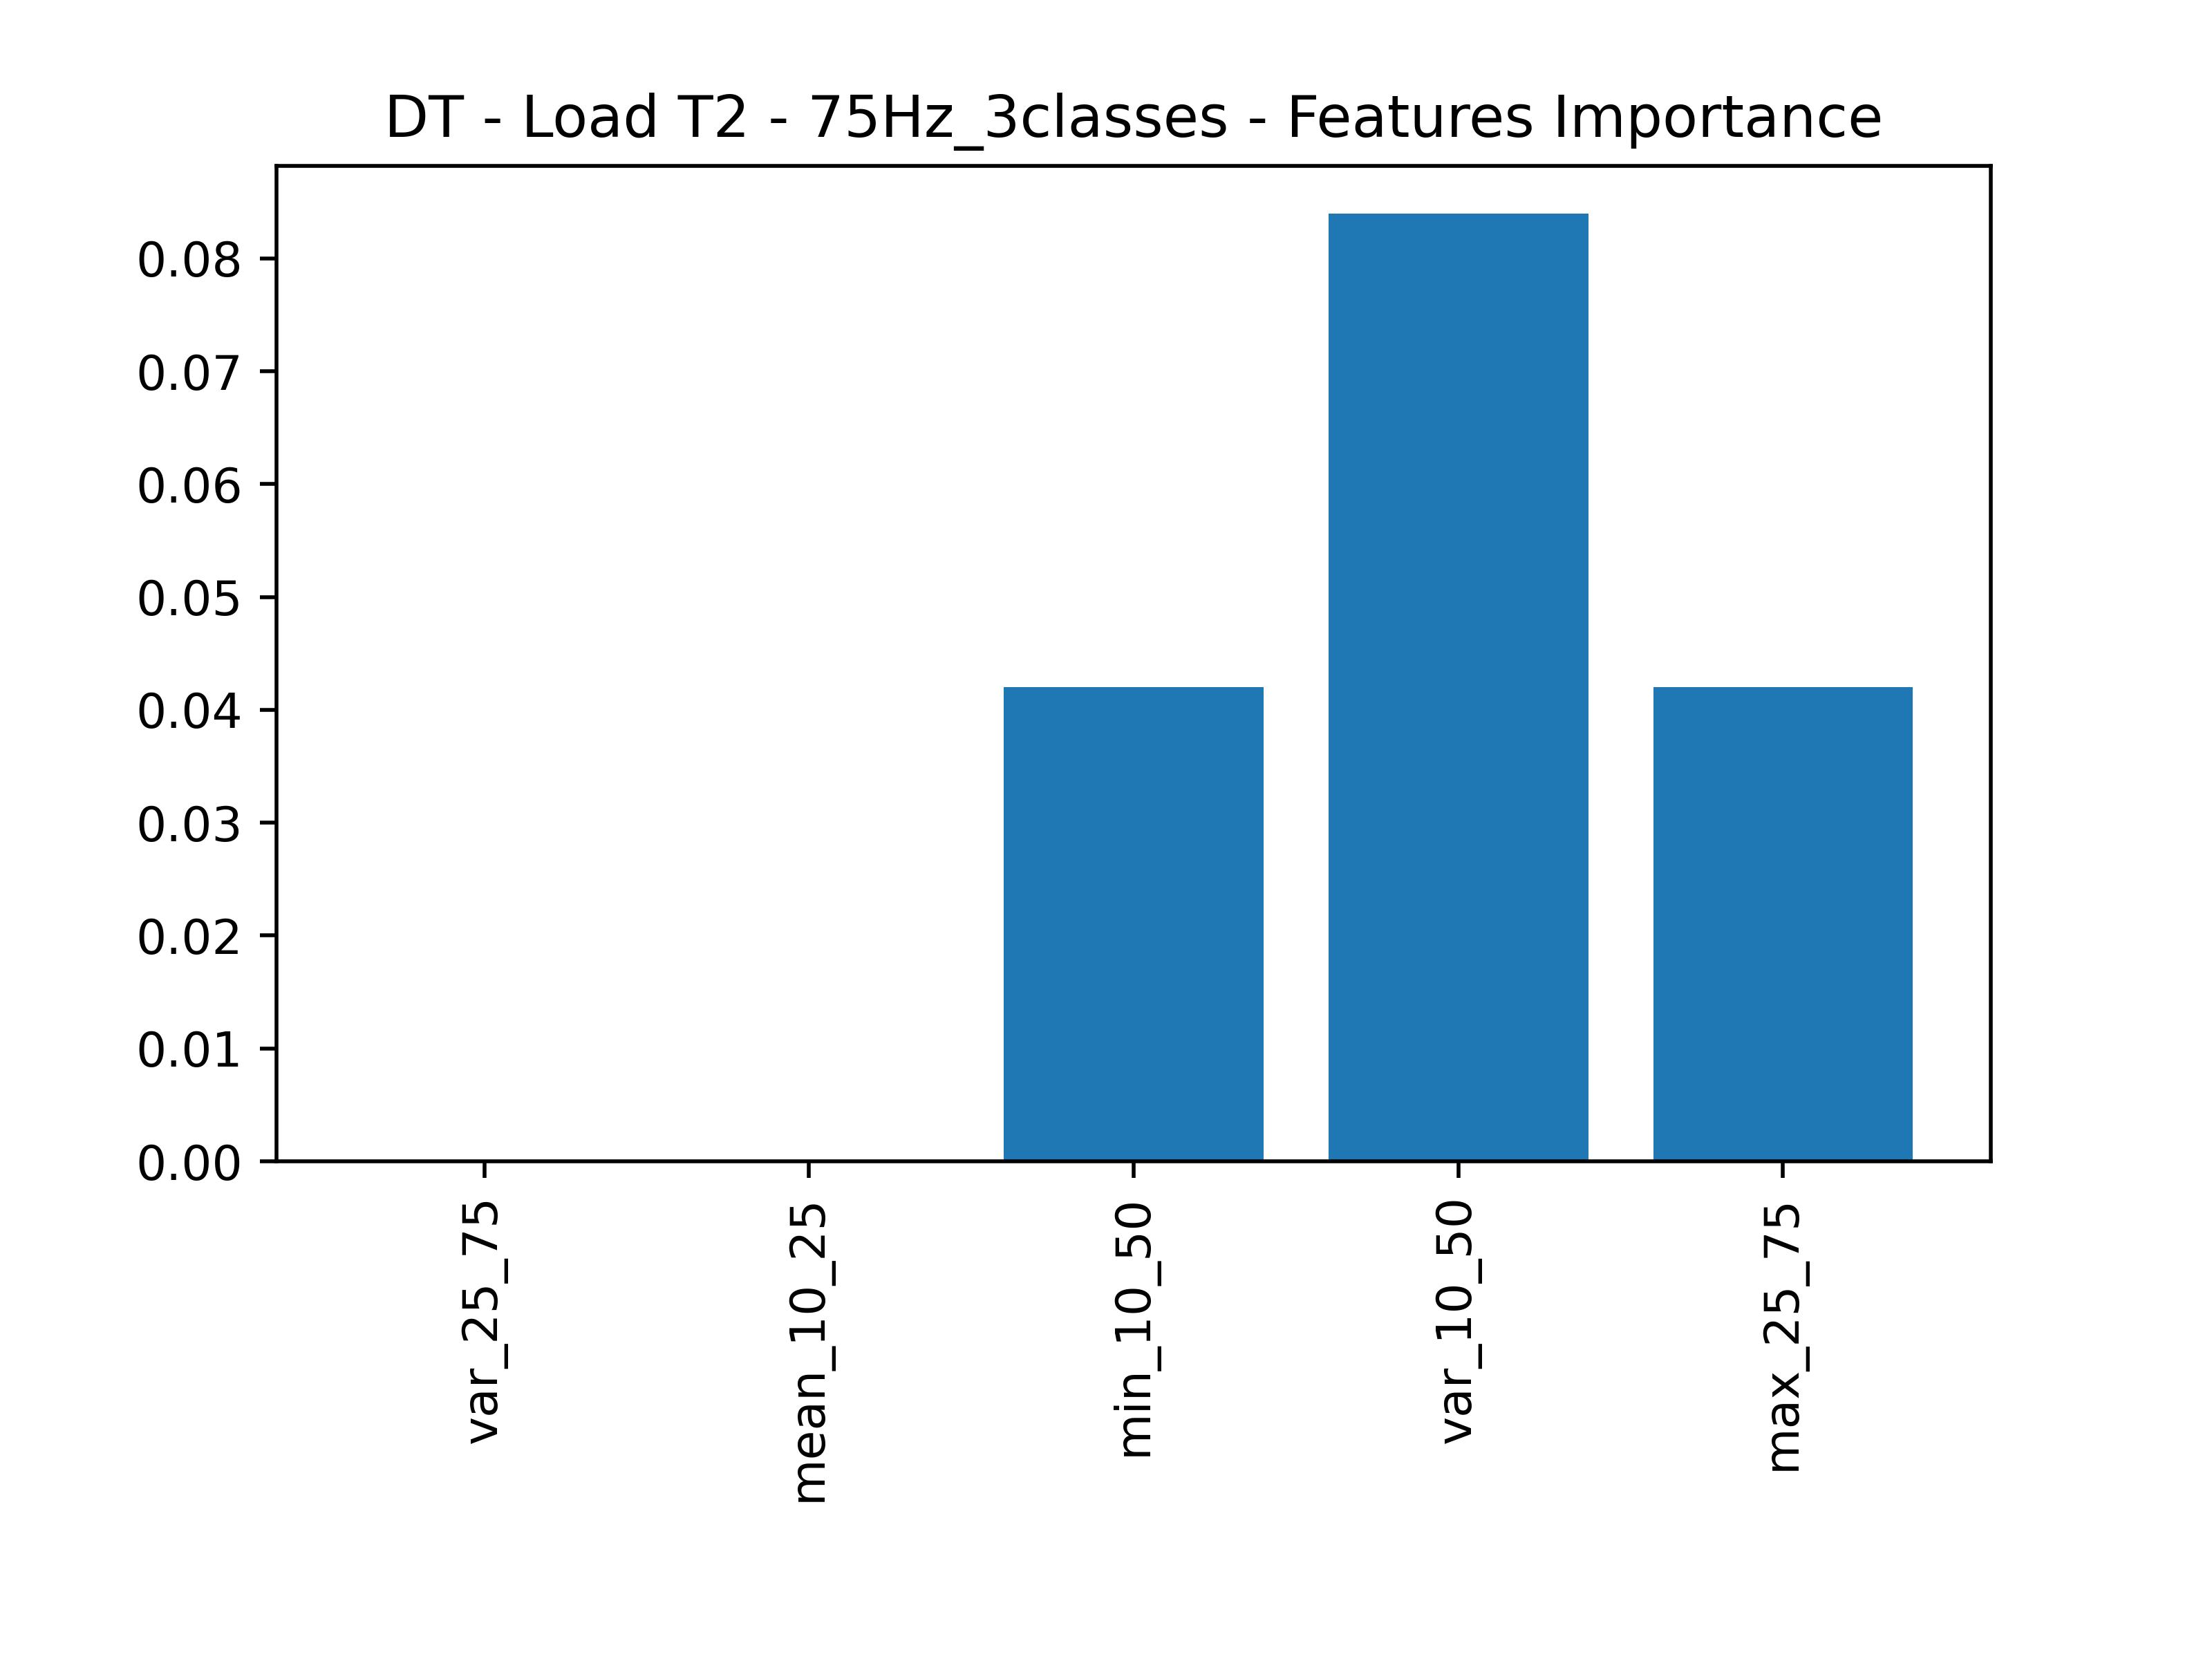 DT - Load T2 - 75Hz_3classes - Features Importance
0.08
0.07
0.06
0.05
0.04
0.03
0.02
0.01
0.00
var_25_75
mean_10_25
min_10_50
var_10_50
max_25_75